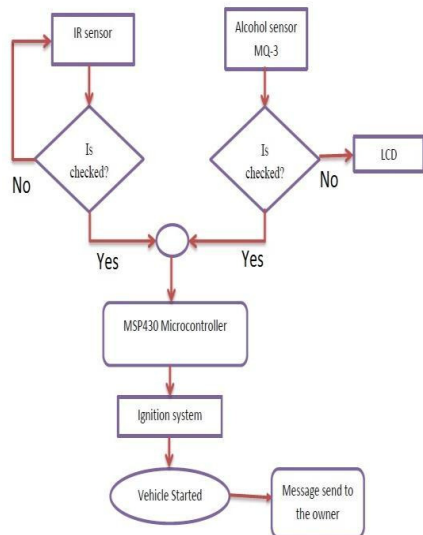 IR sensor
Alcohol sensor
MQ-3
Is
checked?
Is
checked?
LCD
No
No
Yes
Yes
MSP430 Microcontroller
Ignition system
Vehicle Started
Message send to
the owner